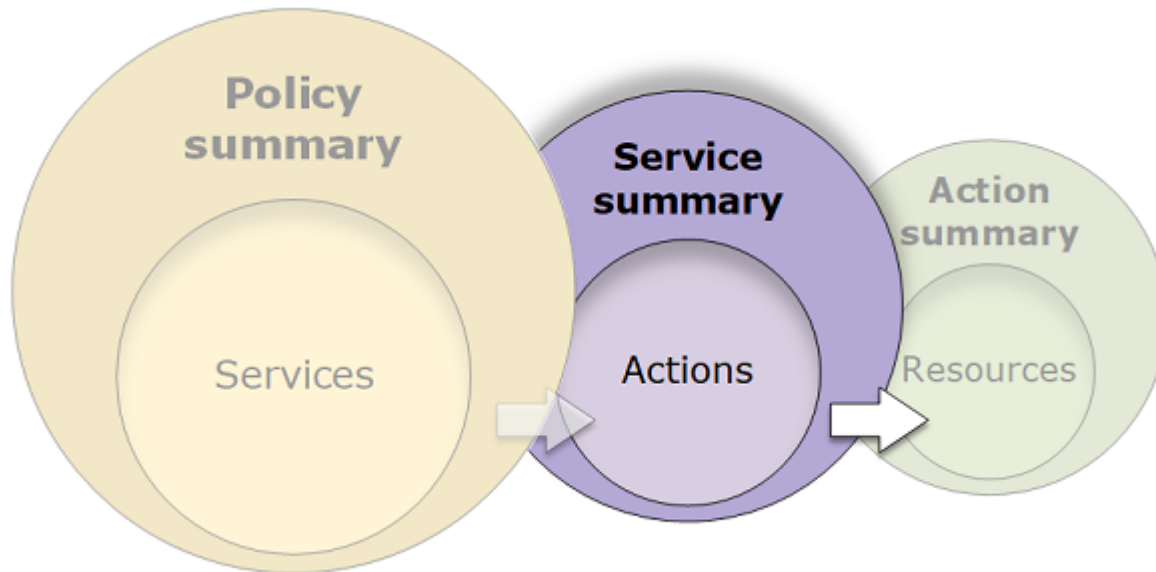 Policy
summary
Services
Service
summary
Actions
Action
summary
Resources